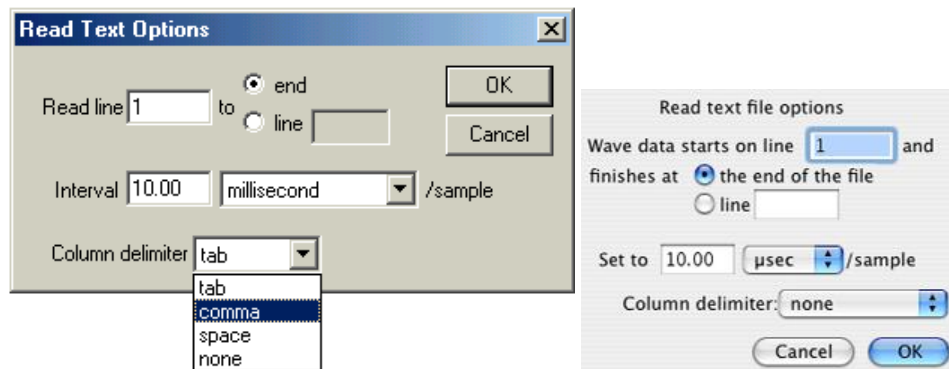 Read Text Options
Read line 1 to end
line
OK
Cancel
Interval 10.00 millisecond /sample
Column delimiter tab
tab
comma
space
none
Read text file options
Wave data starts on line 1 and
finishes at the end of the file
line
Set to 10.00 µsec /sample
Column delimiter: none
Cancel OK